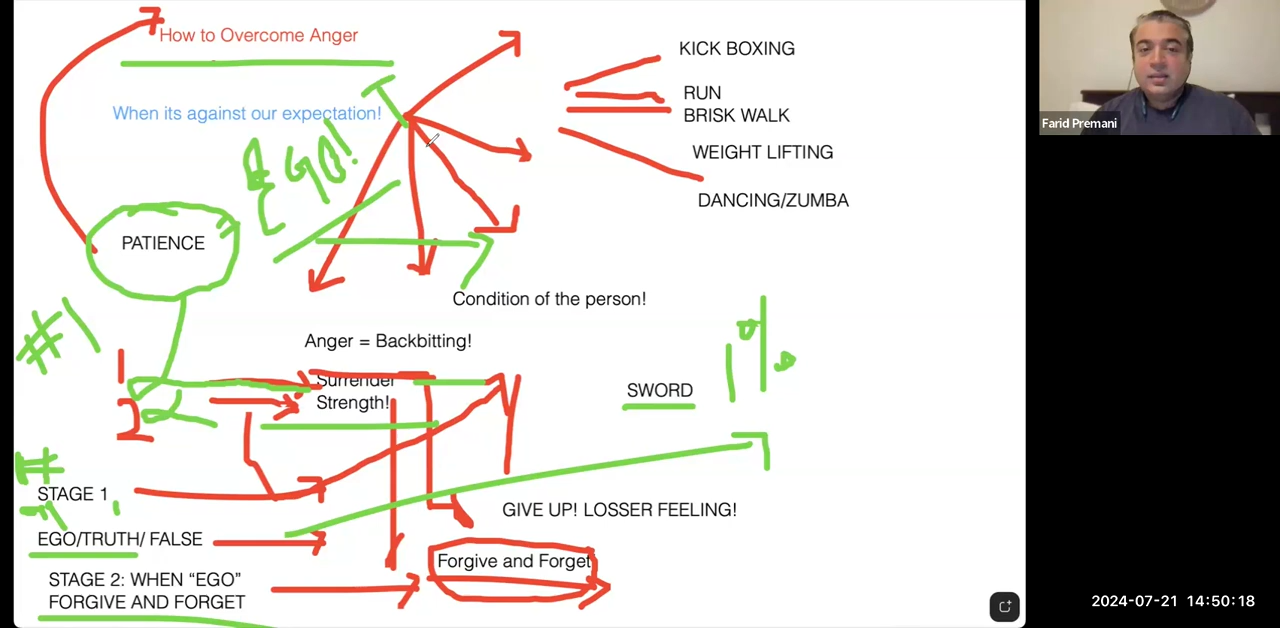 How to Overcome Anger
When its against our expectation!
EGO!
PATIENCE
KICK BOXING
RUN
BRISK WALK
WEIGHT LIFTING
DANCING/ZUMBA
Farid Premani
Condition of the person!
#1
Anger = Backbitting!
1
2
Surrender
Strength!
SWORD
1%
STAGE 1
GIVE UP! LOSSER FEELING!
EGO/TRUTH/ FALSE
Forgive and Forget
STAGE 2: WHEN “EGO”
FORGIVE AND FORGET
2024-07-21 14:50:18